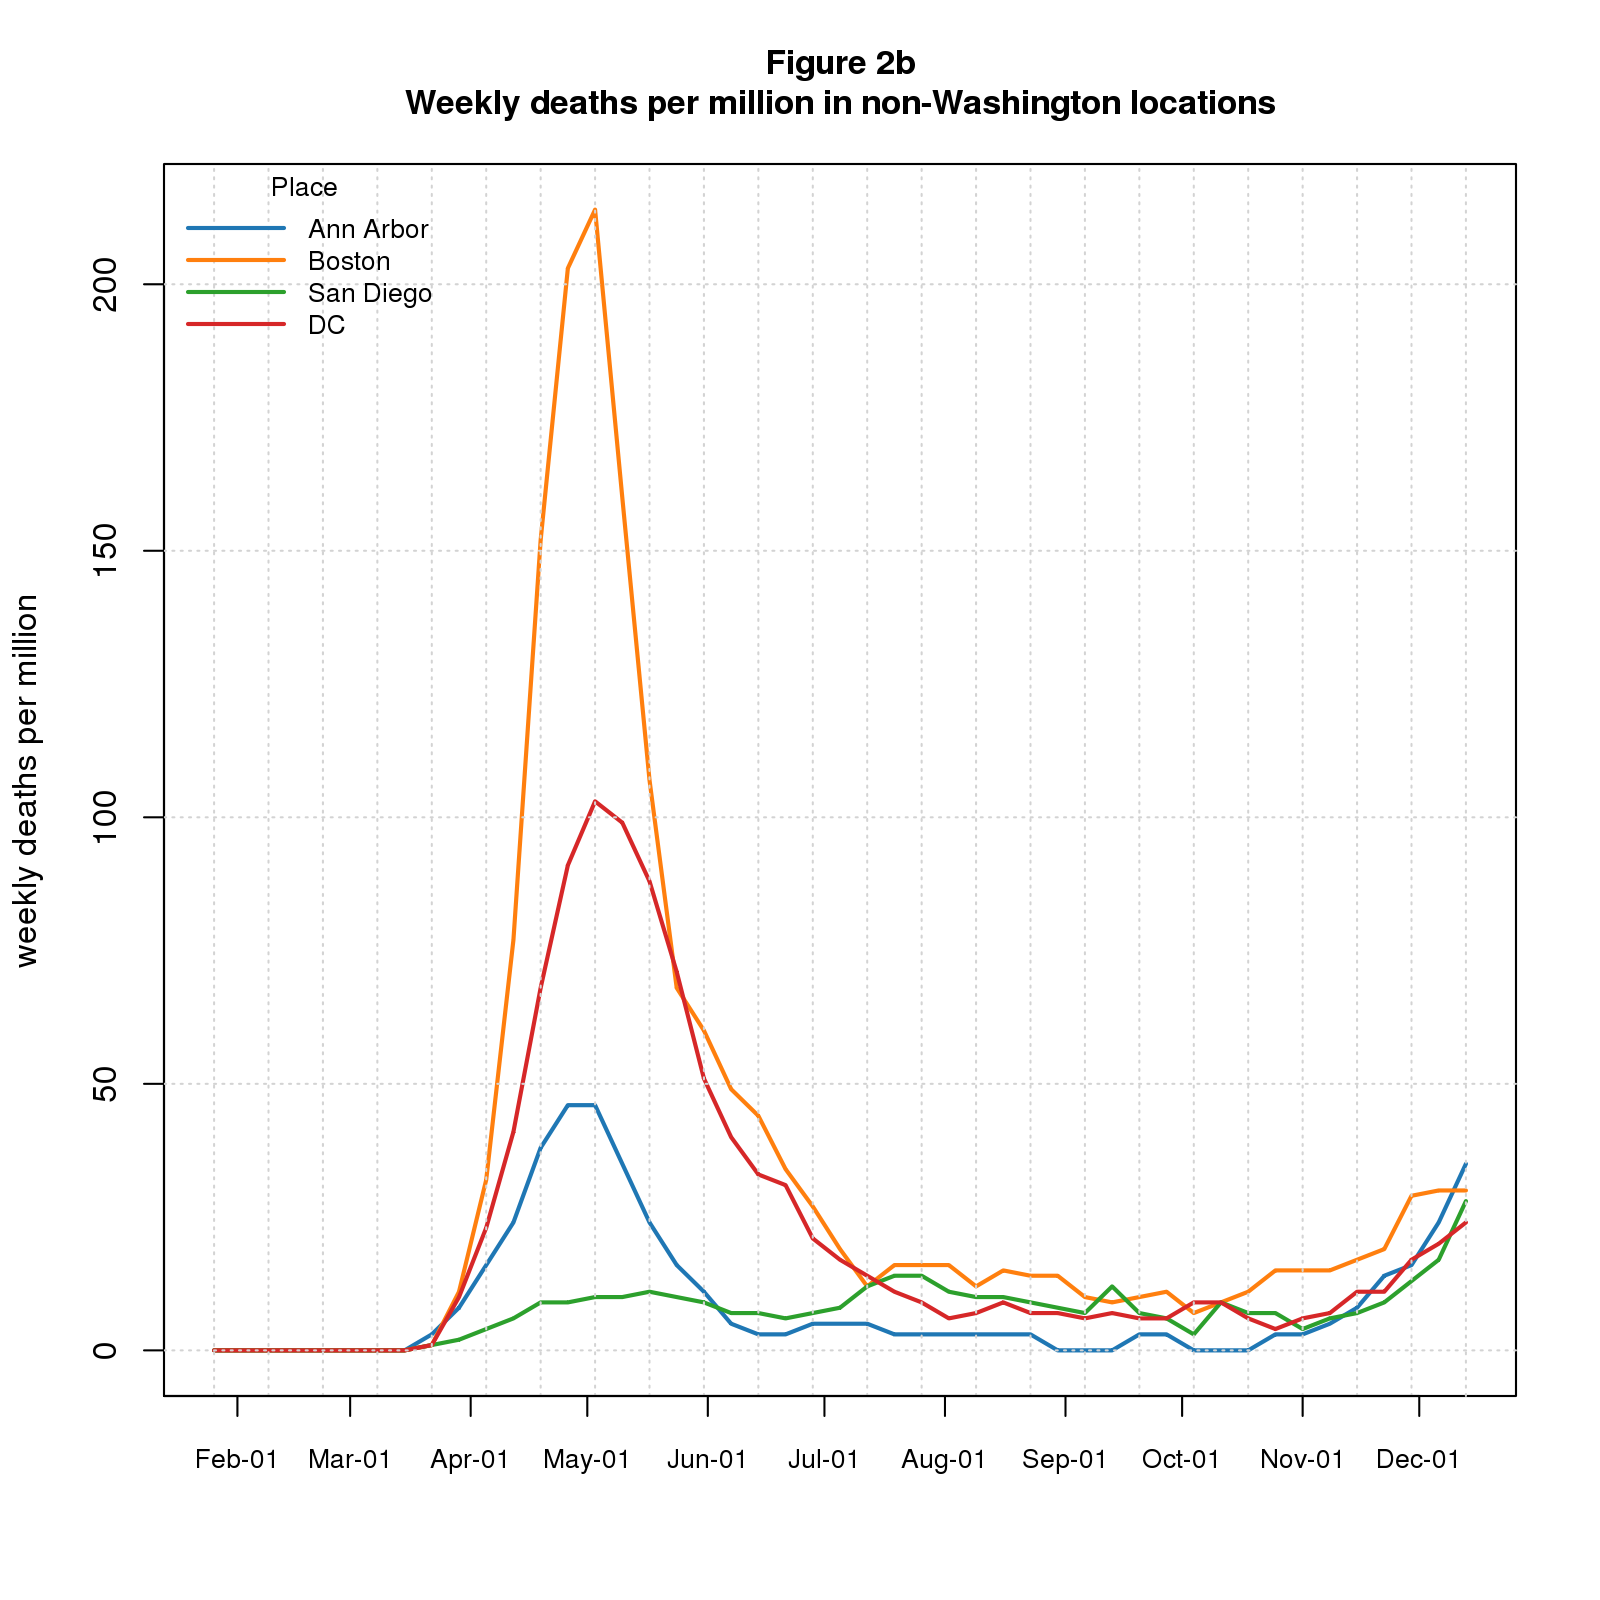 Figure 2b
Weekly deaths per million in non-Washington locations
Place
Ann Arbor
Boston
San Diego
DC
weekly deaths per million
200
150
100
50
0
Feb-01 Mar-01 Apr-01 May-01 Jun-01 Jul-01 Aug-01 Sep-01 Oct-01 Nov-01 Dec-01